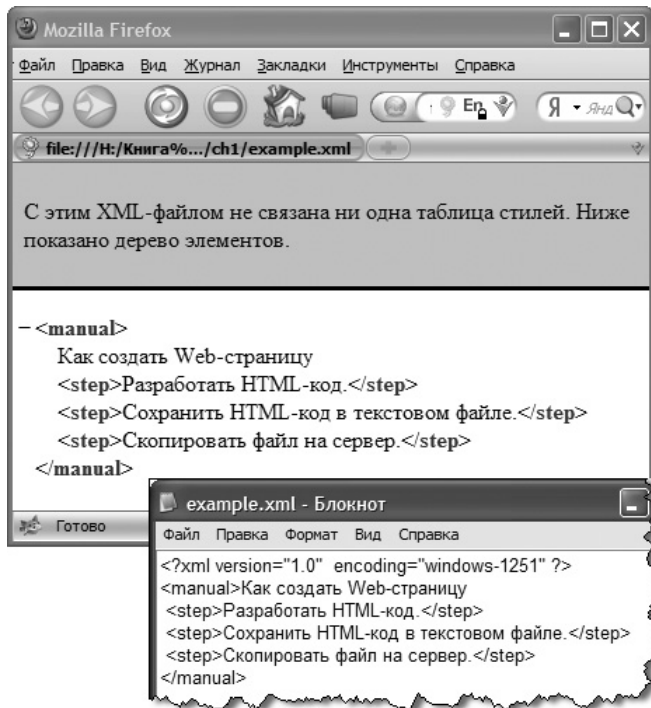 Mozilla Firefox
Файл Правка Вид Журнал Закладки Инструменты Справка
En Я Янд
file:///H:/Книга%.../ch1/example.xml
С этим XML-файлом не связана ни одна таблица стилей. Ниже
показано дерево элементов.
– <manual>
Как создать Web-страницу
<step>Разработать HTML-код.</step>
<step>Сохранить HTML-код в текстовом файле.</step>
<step>Скопировать файл на сервер.</step>
</manual>
Готово
example.xml - Блокнот
Файл Правка Формат Вид Справка
<?xml version="1.0" encoding="windows-1251" ?>
<manual>Как создать Web-страницу
<step>Разработать HTML-код.</step>
<step>Сохранить HTML-код в текстовом файле.</step>
<step>Скопировать файл на сервер.</step>
</manual>